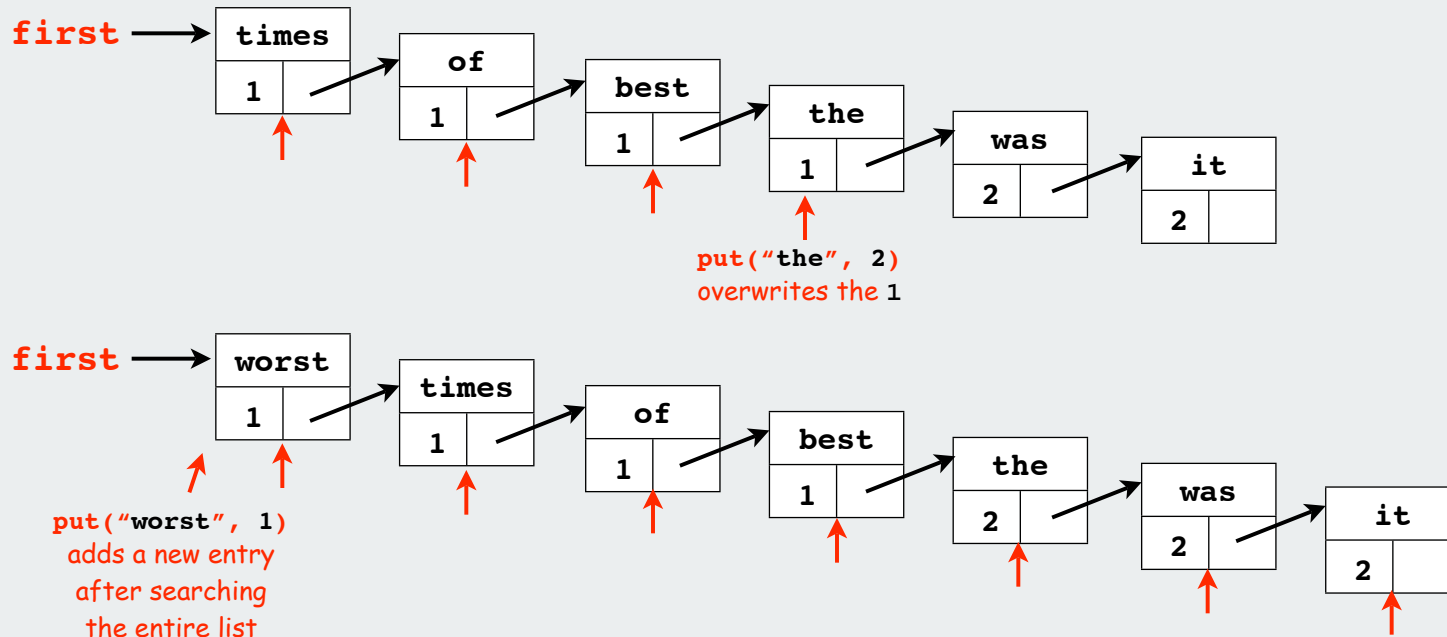 first times
1
of
1
best
1
the
1
was
2
it
2
put(“the”, 2)
overwrites the 1
first worst
1
times
1
of
1
best
1
the
2
was
2
it
2
put(“worst”, 1)
adds a new entry
after searching
the entire list